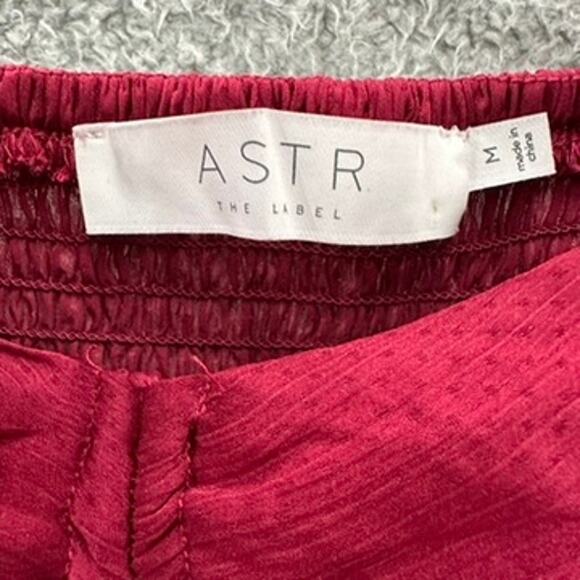 ASTR
THE LABEL
M
made in
china